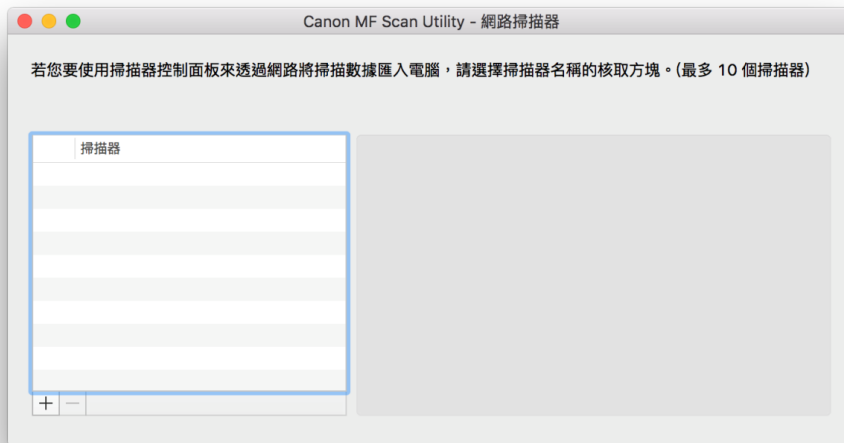 Canon MF Scan Utility - 網路掃描器
若您要使用掃描器控制面板來透過網路將掃描數據匯入電腦，請選擇掃描器名稱的核取方塊。(最多 10 個掃描器)
掃描器